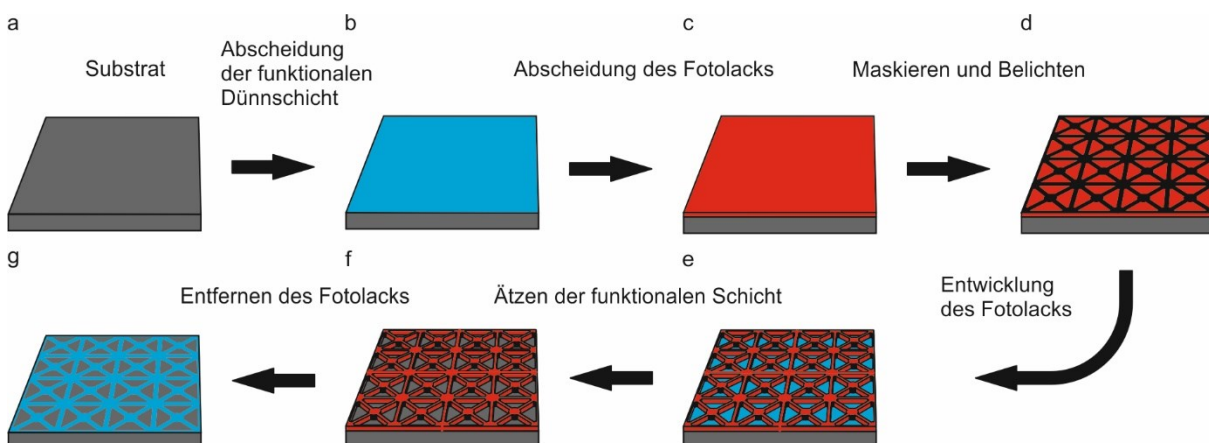 a
Substrat
Abscheidung
der funktionalen
Dünnschicht
b
Abscheidung des Fotolacks
c
Maskieren und Belichten
d
Entwicklung
des Fotolacks
e
Ätzen der funktionalen Schicht
f
Entfernen des Fotolacks
g